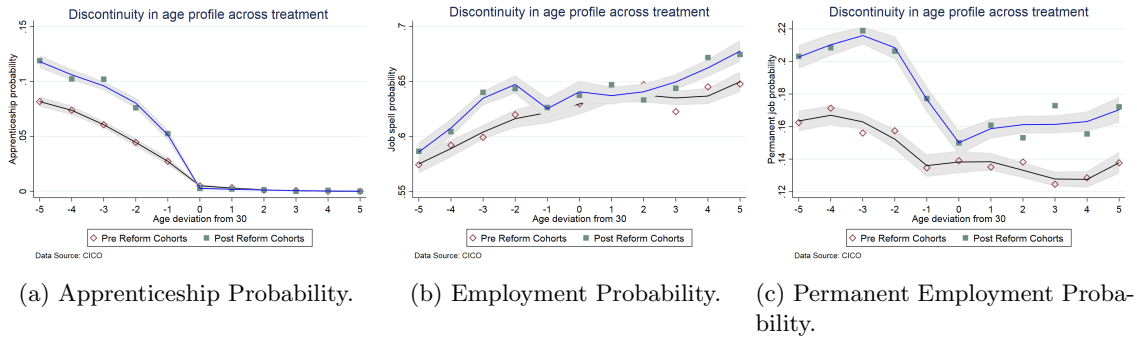 Discontinuity in age profile across treatment
Apprenticeship probability
.15
.1
.05
0
-5 -4 -3 -2 -1 0 1 2 3 4 5
Age deviation from 30
Pre Reform Cohorts Post Reform Cohorts
Data Source: CICO
(a) Apprenticeship Probability.
Discontinuity in age profile across treatment
Job spell probability
.7
.65
.6
.55
-5 -4 -3 -2 -1 0 1 2 3 4 5
Age deviation from 30
Pre Reform Cohorts Post Reform Cohorts
Data Source: CICO
(b) Employment Probability.
Discontinuity in age profile across treatment
Permanent job probability
.22
.2
.18
.16
.14
.12
-5 -4 -3 -2 -1 0 1 2 3 4 5
Age deviation from 30
Pre Reform Cohorts Post Reform Cohorts
Data Source: CICO
(c) Permanent Employment Proba-
bility.